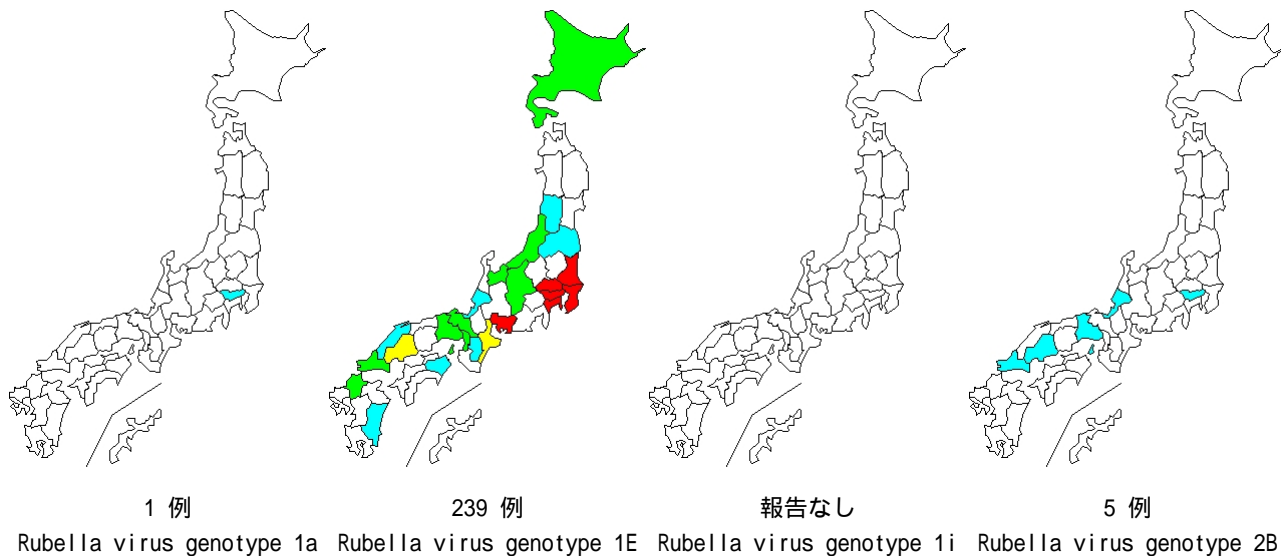 1 例 239 例 報告なし 5 例
Rubella virus genotype 1a Rubella virus genotype 1E Rubella virus genotype 1i Rubella virus genotype 2B